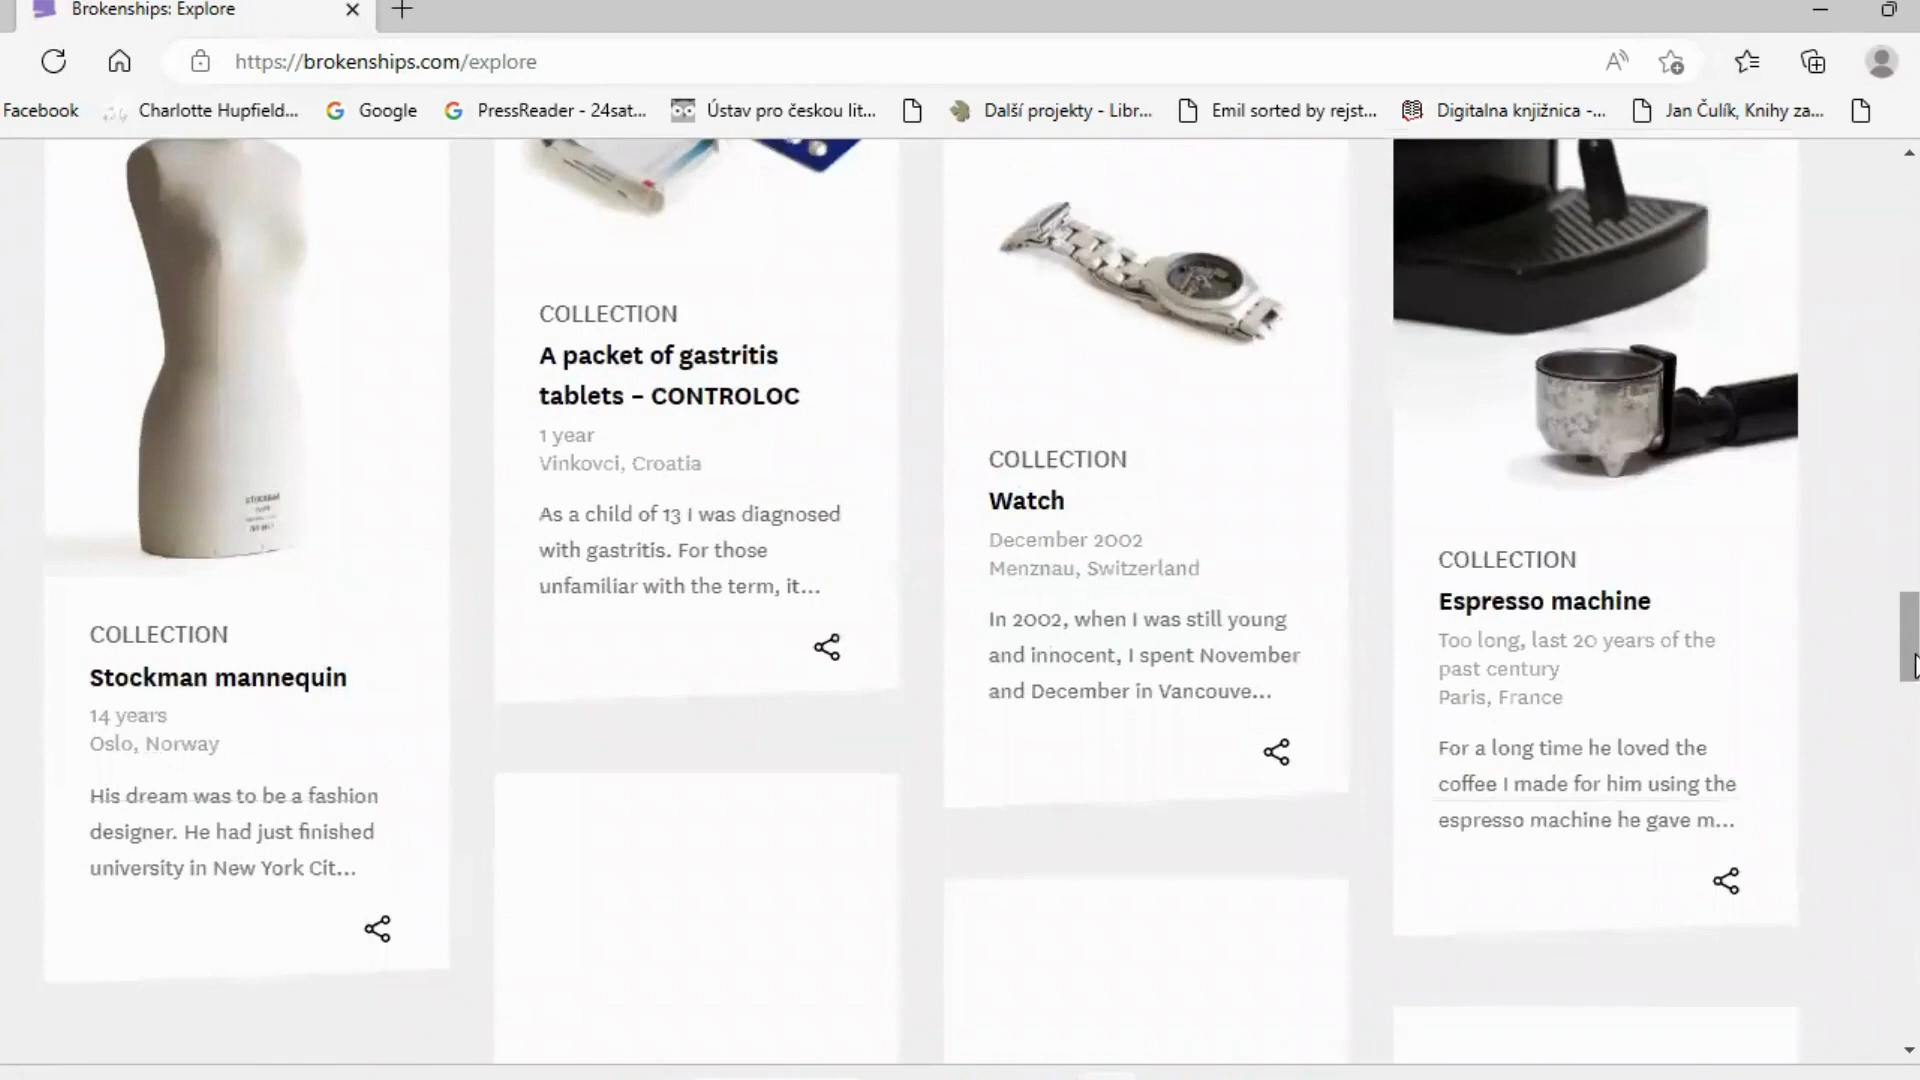 Brokenships: Explore
https://brokenships.com/explore
Facebook
Charlotte Hupfield...
Google
PressReader - 24sat...
Ústav pro českou lit...
Další projekty - Libr...
Emil sorted by rejst...
Digitalna knjižnica -...
Jan Čulík, Knihy za...
COLLECTION
Stockman mannequin
14 years
Oslo, Norway
His dream was to be a fashion
designer. He had just finished
university in New York Cit...
COLLECTION
A packet of gastritis
tablets – CONTROLOC
1 year
Vinkovci, Croatia
As a child of 13 I was diagnosed
with gastritis. For those
unfamiliar with the term, it...
COLLECTION
Watch
December 2002
Menznau, Switzerland
In 2002, when I was still young
and innocent, I spent November
and December in Vancouve...
COLLECTION
Espresso machine
Too long, last 20 years of the
past century
Paris, France
For a long time he loved the
coffee I made for him using the
espresso machine he gave m...